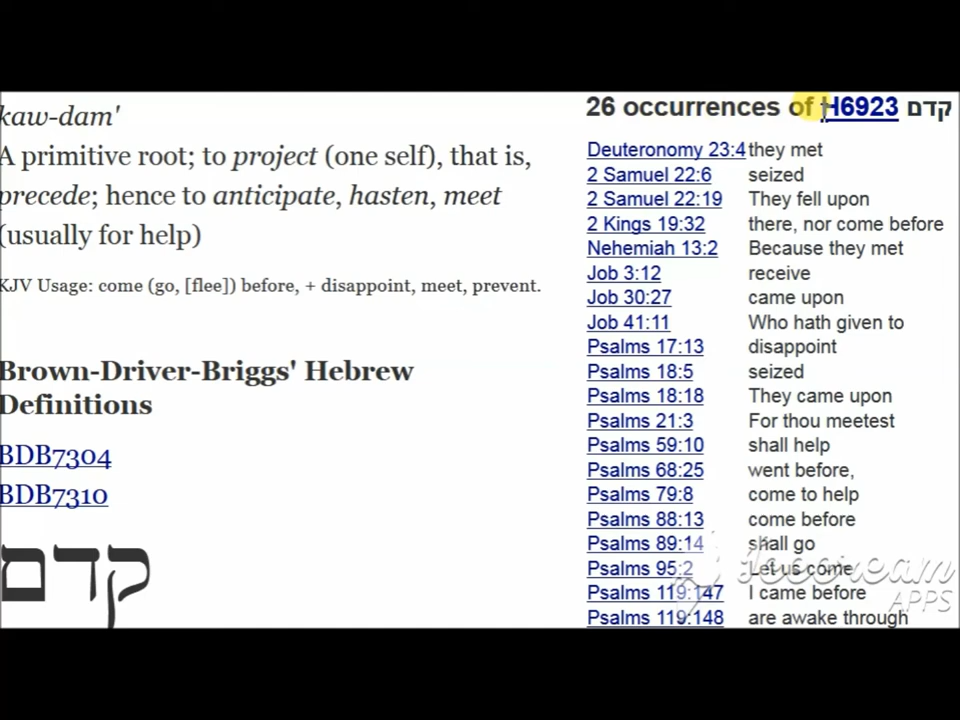 kaw-dam'
A primitive root; to project (one self), that is,
precede; hence to anticipate, hasten, meet
(usually for help)
KJV Usage: come (go, [flee]) before, + disappoint, meet, prevent.
Brown-Driver-Briggs' Hebrew
Definitions
BDB7304
BDB7310
קדם
26 occurrences of H6923 קדם
Deuteronomy 23:4 they met
2 Samuel 22:6 seized
2 Samuel 22:19 They fell upon
2 Kings 19:32 there, nor come before
Nehemiah 13:2 Because they met
Job 3:12 receive
Job 30:27 came upon
Job 41:11 Who hath given to
Psalms 17:13 disappoint
Psalms 18:5 seized
Psalms 18:18 They came upon
Psalms 21:3 For thou meetest
Psalms 59:10 shall help
Psalms 68:25 went before,
Psalms 79:8 come to help
Psalms 88:13 come before
Psalms 89:14 shall go
Psalms 95:2 Let us come
Psalms 119:147 I came before
Psalms 119:148 are awake through
Icecream
APPS